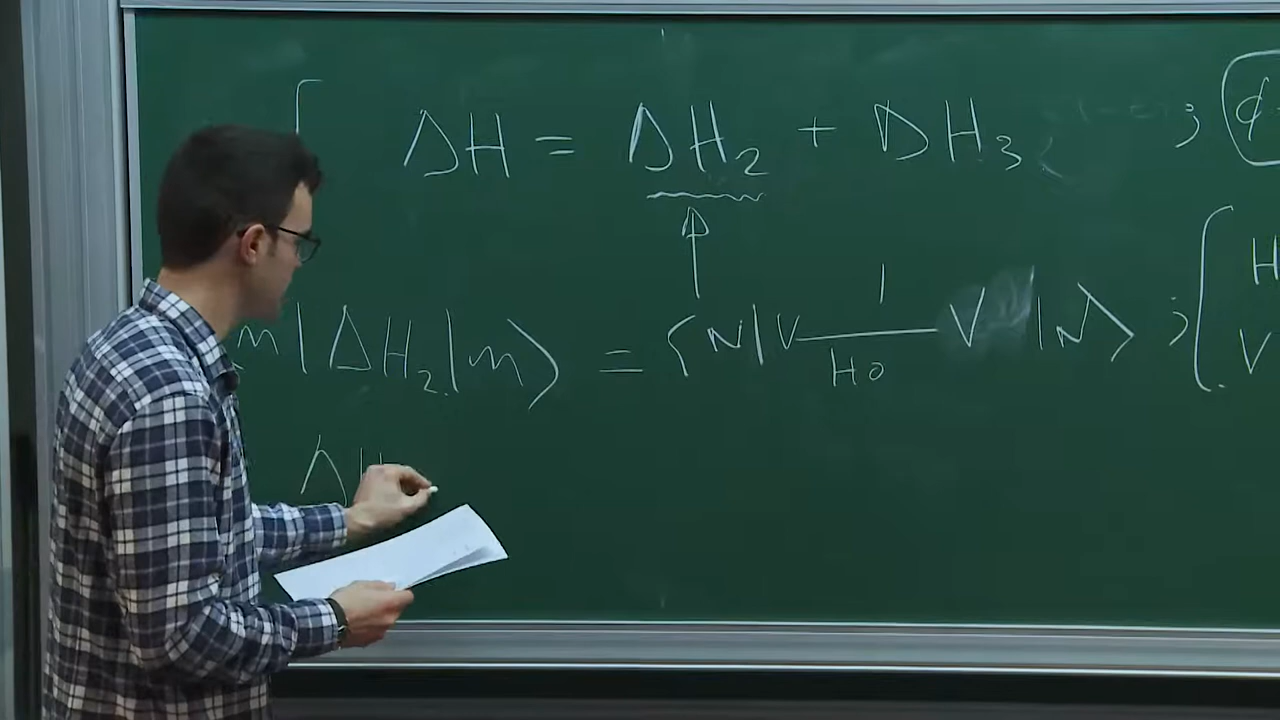 ΔH = ΔH₂ + ΔH₃ ;
m|ΔH₂|m⟩ = ⟨N|V 1/H0 V|N⟩ ; { H
V
ΔH